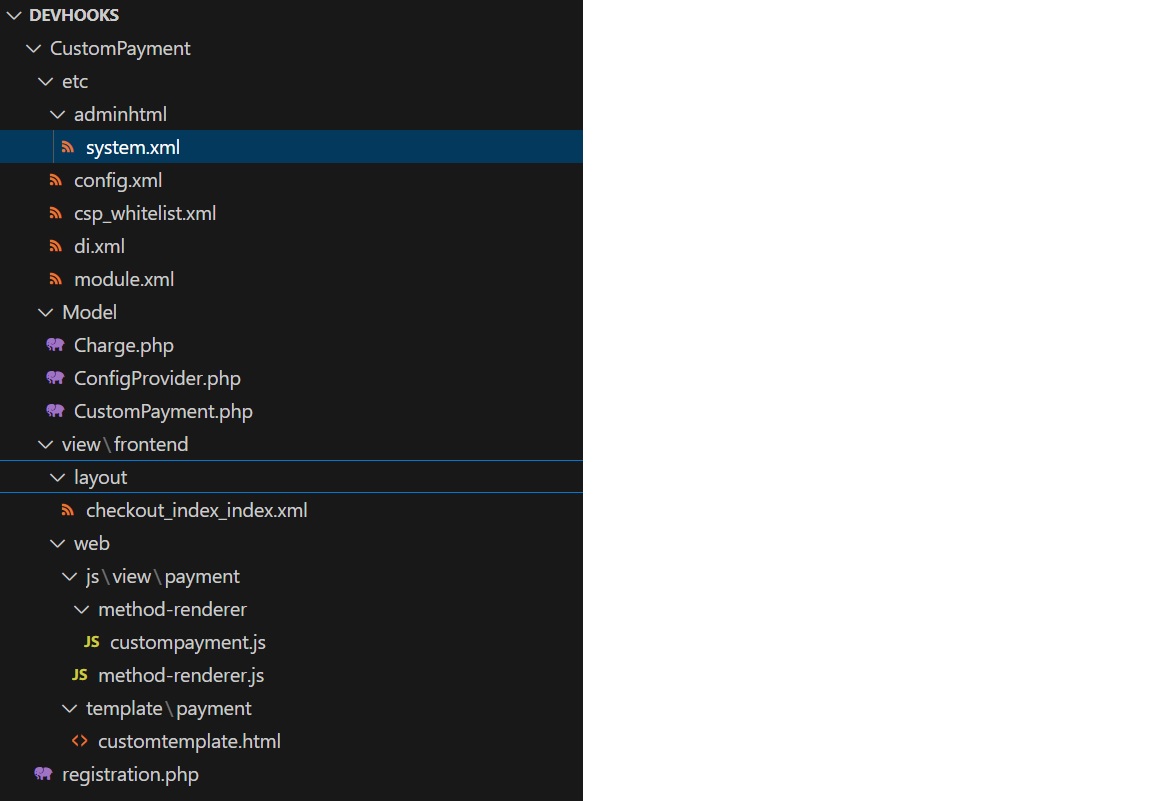 DEVHOOKS
CustomPayment
etc
adminhtml
system.xml
config.xml
csp_whitelist.xml
di.xml
module.xml
Model
Charge.php
ConfigProvider.php
CustomPayment.php
view\frontend
layout
checkout_index_index.xml
web
js\view\payment
method-renderer
JS custompayment.js
JS method-renderer.js
template\payment
customtemplate.html
registration.php